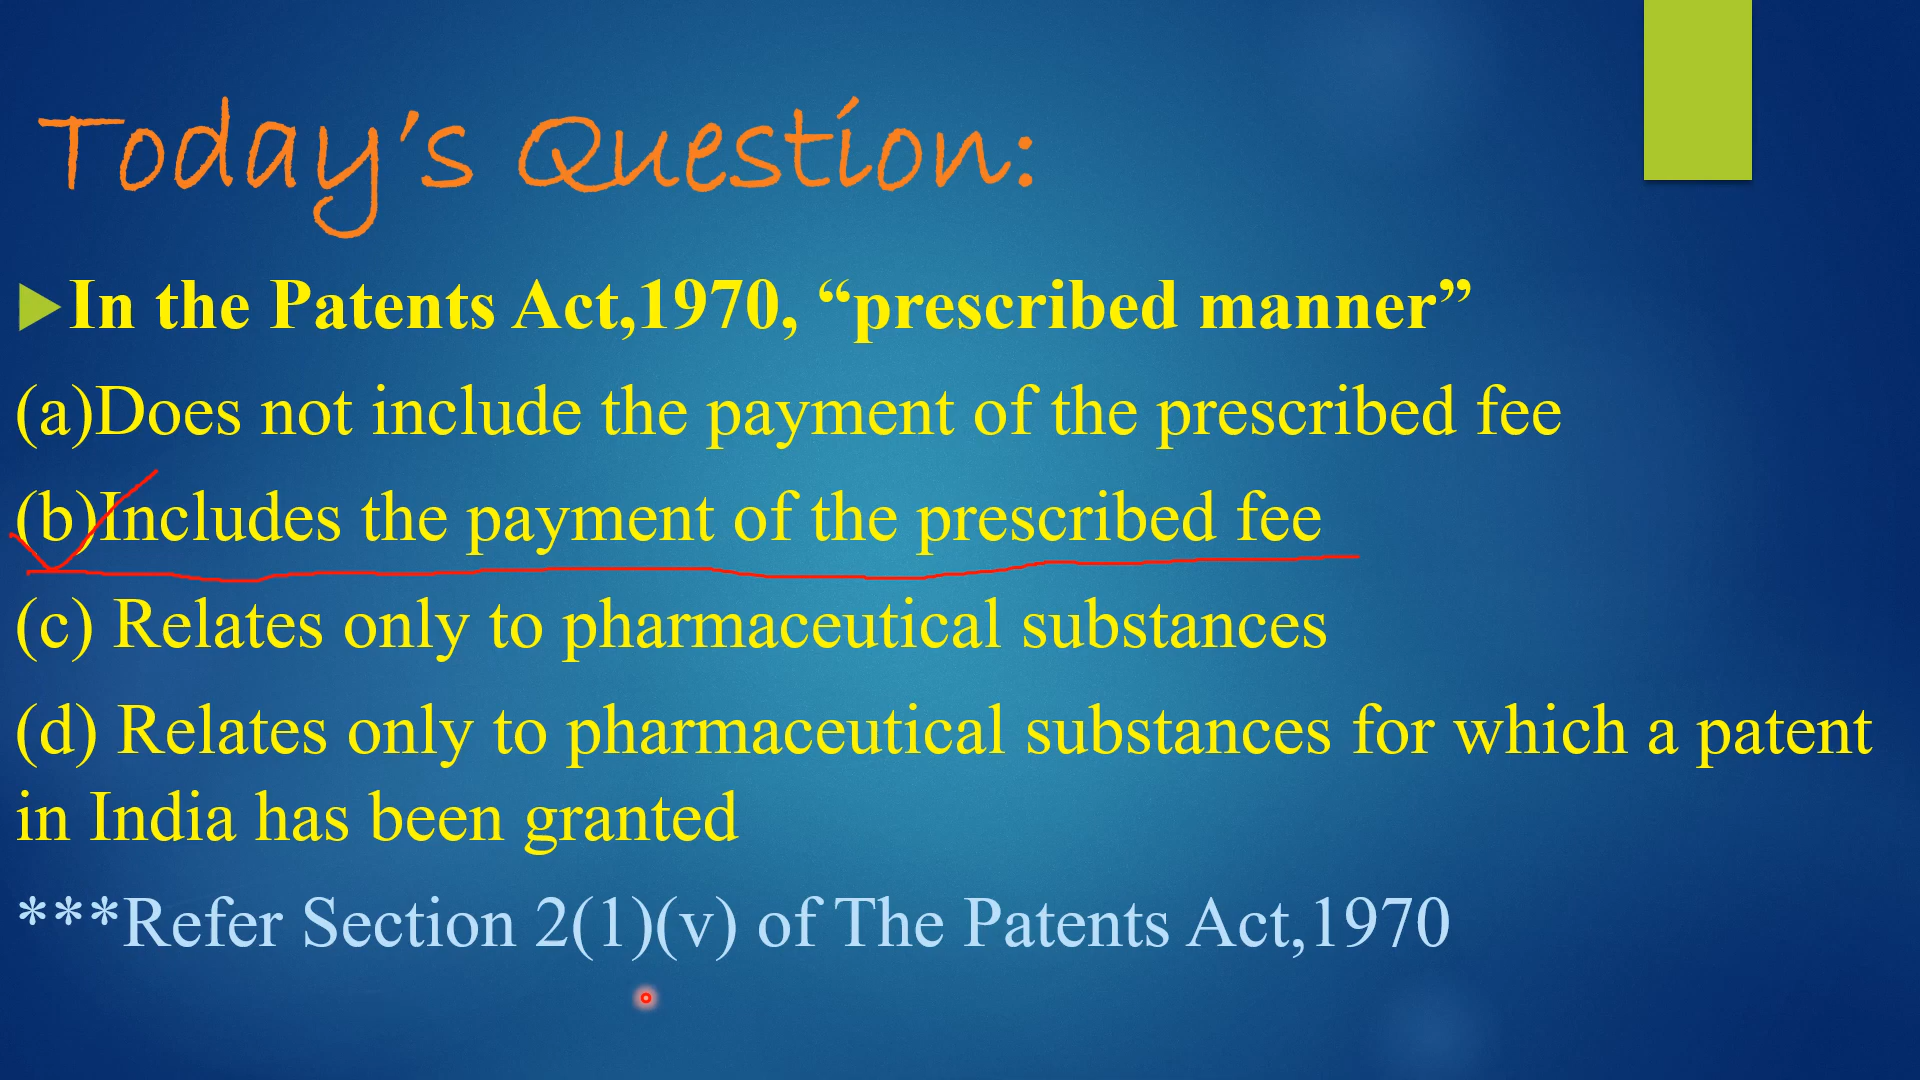 Today's Question:
In the Patents Act,1970, “prescribed manner”
(a)Does not include the payment of the prescribed fee
(b)Includes the payment of the prescribed fee
(c) Relates only to pharmaceutical substances
(d) Relates only to pharmaceutical substances for which a patent
in India has been granted
***Refer Section 2(1)(v) of The Patents Act,1970